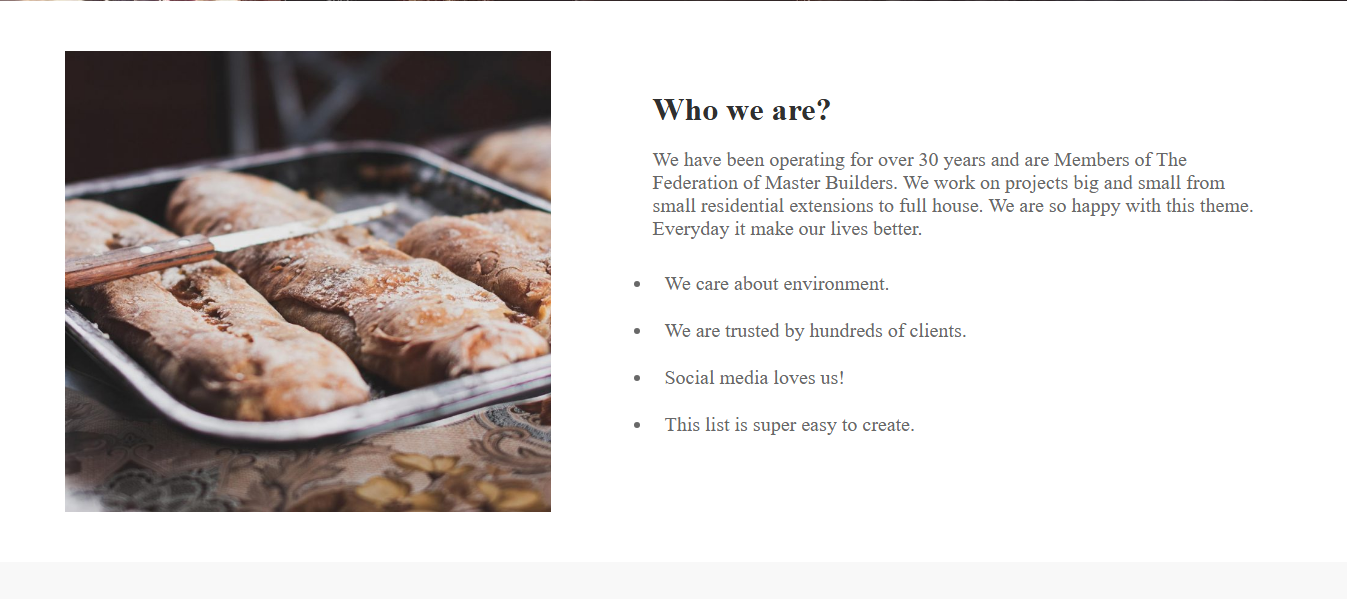 Who we are?
We have been operating for over 30 years and are Members of The
Federation of Master Builders. We work on projects big and small from
small residential extensions to full house. We are so happy with this theme.
Everyday it make our lives better.
We care about environment.
We are trusted by hundreds of clients.
Social media loves us!
This list is super easy to create.